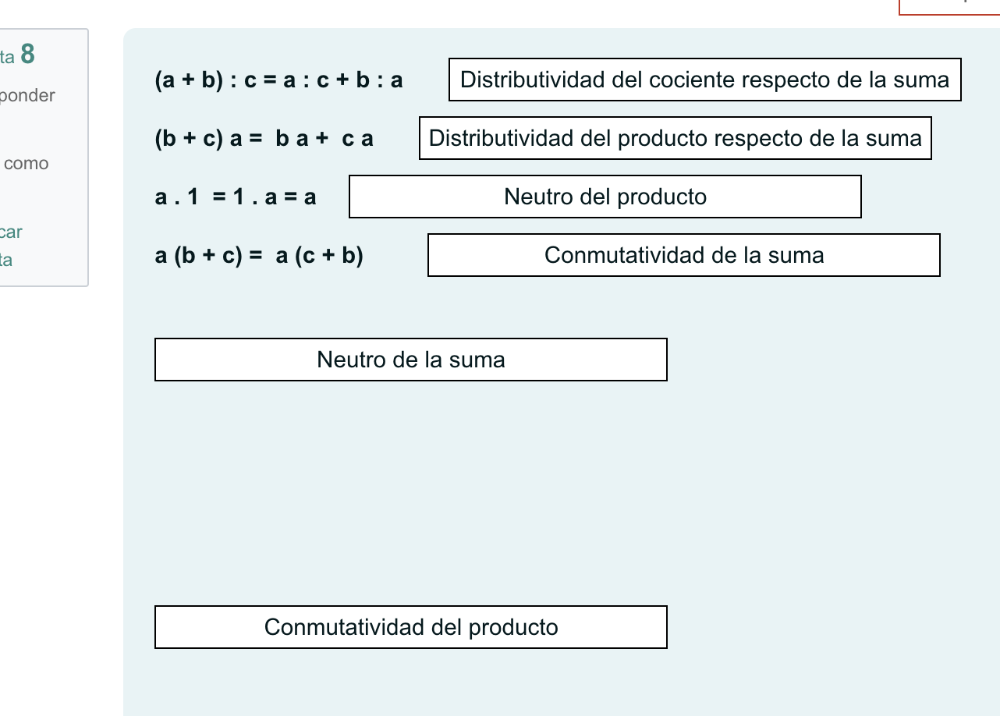 ta 8
ponder
como
car
ta
(a + b) : c = a : c + b : a Distributividad del cociente respecto de la suma
(b + c) a = b a + c a Distributividad del producto respecto de la suma
a . 1 = 1 . a = a Neutro del producto
a (b + c) = a (c + b) Conmutatividad de la suma
Neutro de la suma
Conmutatividad del producto